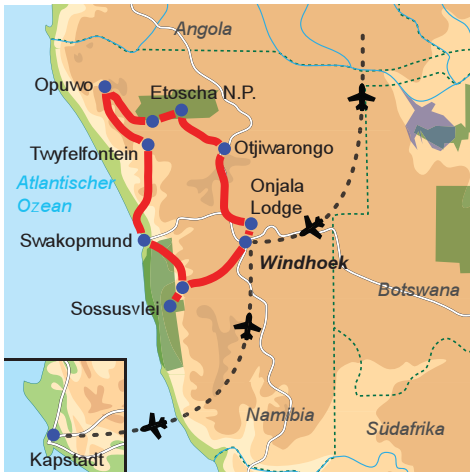 Angola
Opuwo
Etoscha N.P.
Twyfelfontein
Otjiwarongo
Atlantischer
Ozean
Onjala
Lodge
Swakopmund
Windhoek
Botswana
Sossusvlei
Namibia
Südafrika
Kapstadt